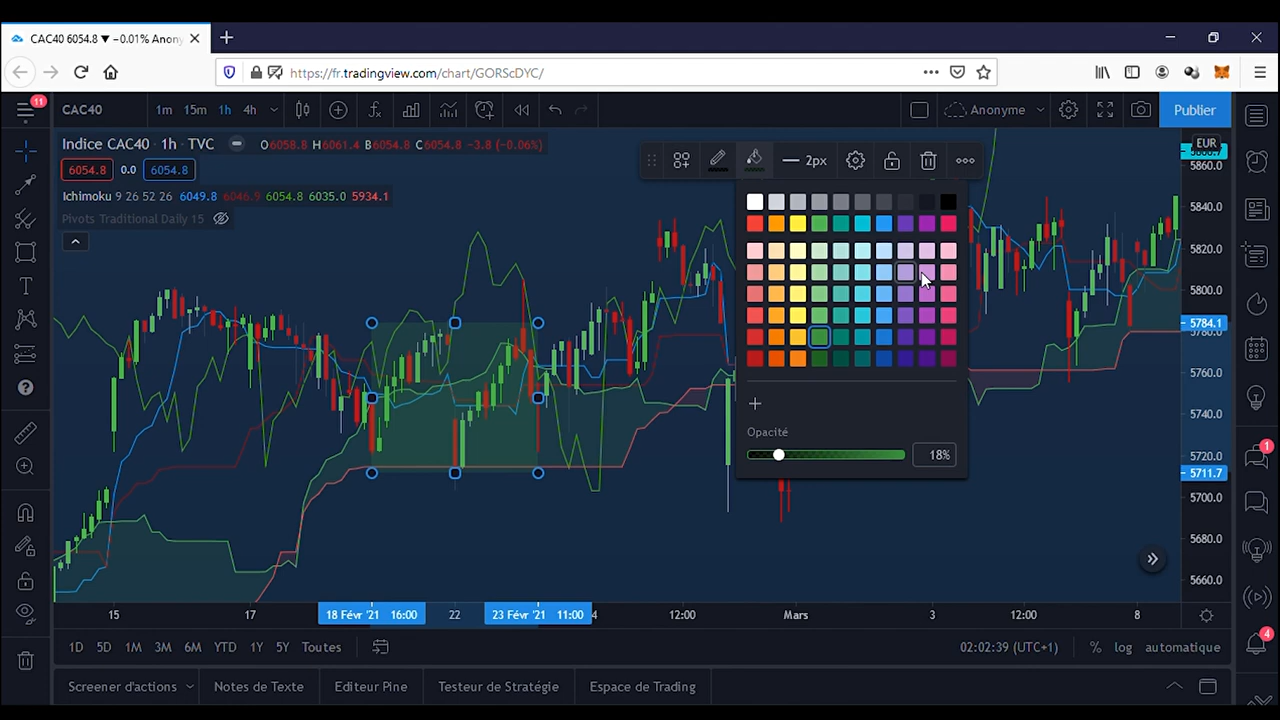 CAC40 6054.8 ▼ −0.01% Anony
https://fr.tradingview.com/chart/GORScDYC/
11
CAC40 1m 15m 1h 4h Anonyme Publier
Indice CAC40 · 1h · TVC O6058.8 H6061.4 B6054.8 C6054.8 −3.8 (−0.06%)
6054.8 0.0 6054.8
Ichimoku 9 26 52 26 6049.8 6046.9 6054.8 6035.0 5934.1
Pivots Traditional Daily 15
2px
EUR
5860.0
5840.0
5820.0
5800.0
5784.1
5760.0
5740.0
5720.0
5711.7
5700.0
5680.0
5660.0
Opacité
18%
1
4
15 17 18 Févr '21 16:00 22 23 Févr '21 11:00 4 12:00 Mars 3 12:00 8
1D 5D 1M 3M 6M YTD 1Y 5Y Toutes 02:02:39 (UTC+1) % log automatique
Screener d'actions Notes de Texte Editeur Pine Testeur de Stratégie Espace de Trading